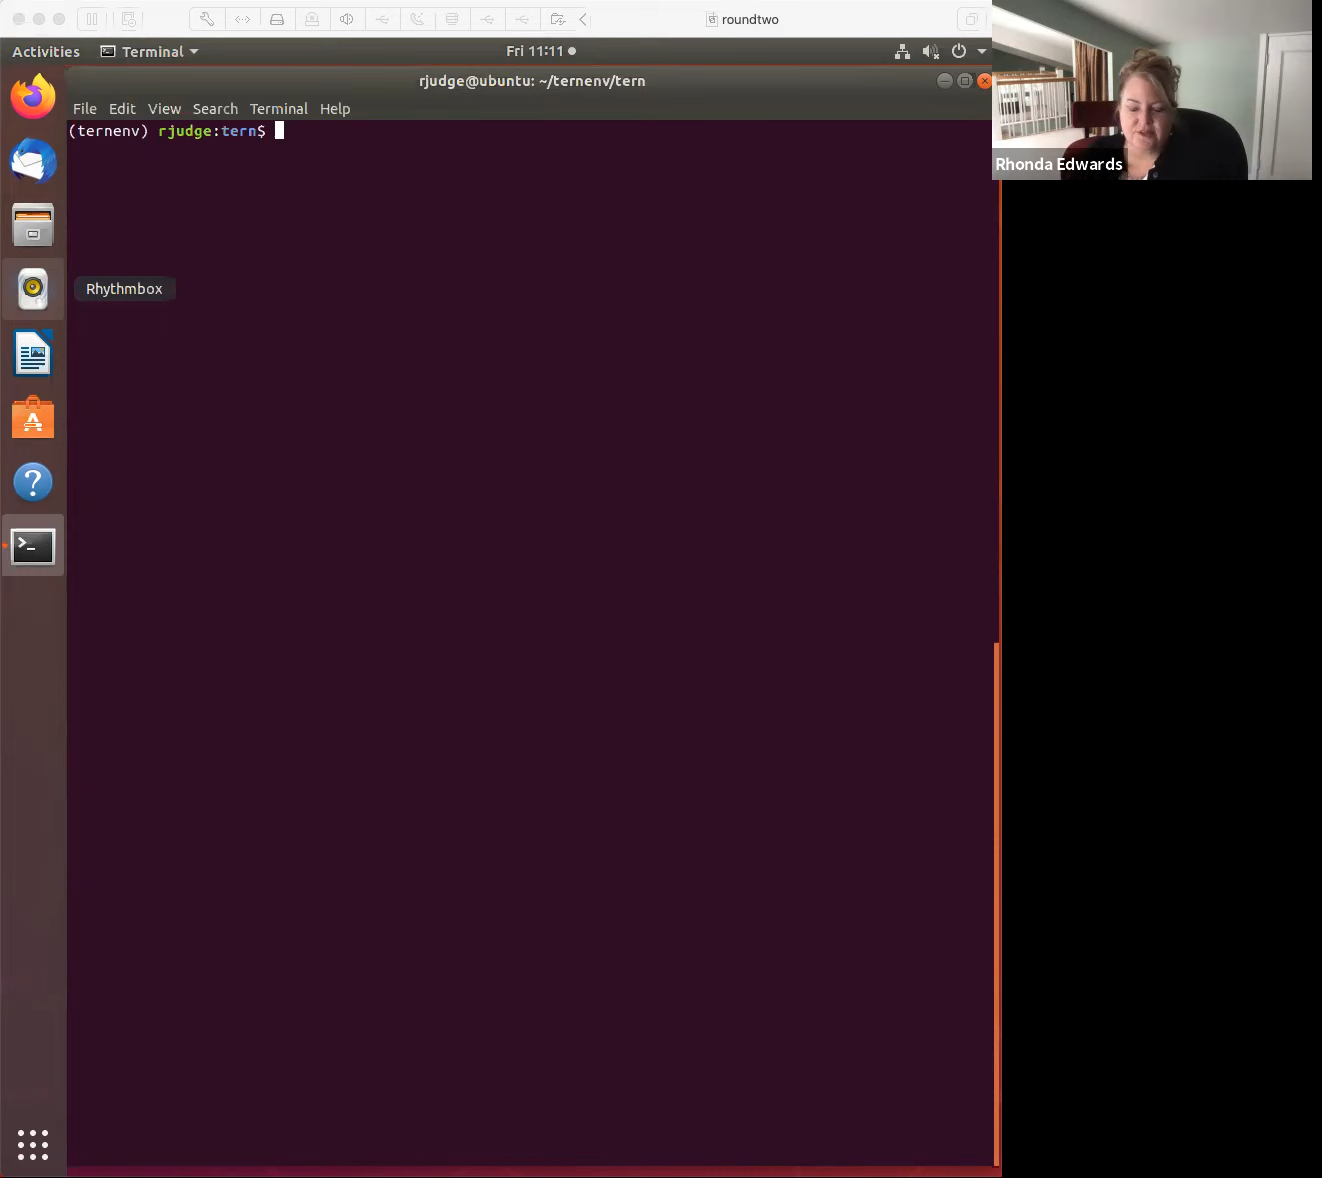 roundtwo
Activities Terminal Fri 11:11
rjudge@ubuntu: ~/ternenv/tern
File Edit View Search Terminal Help
(ternenv) rjudge:tern$
Rhonda Edwards
Rhythmbox